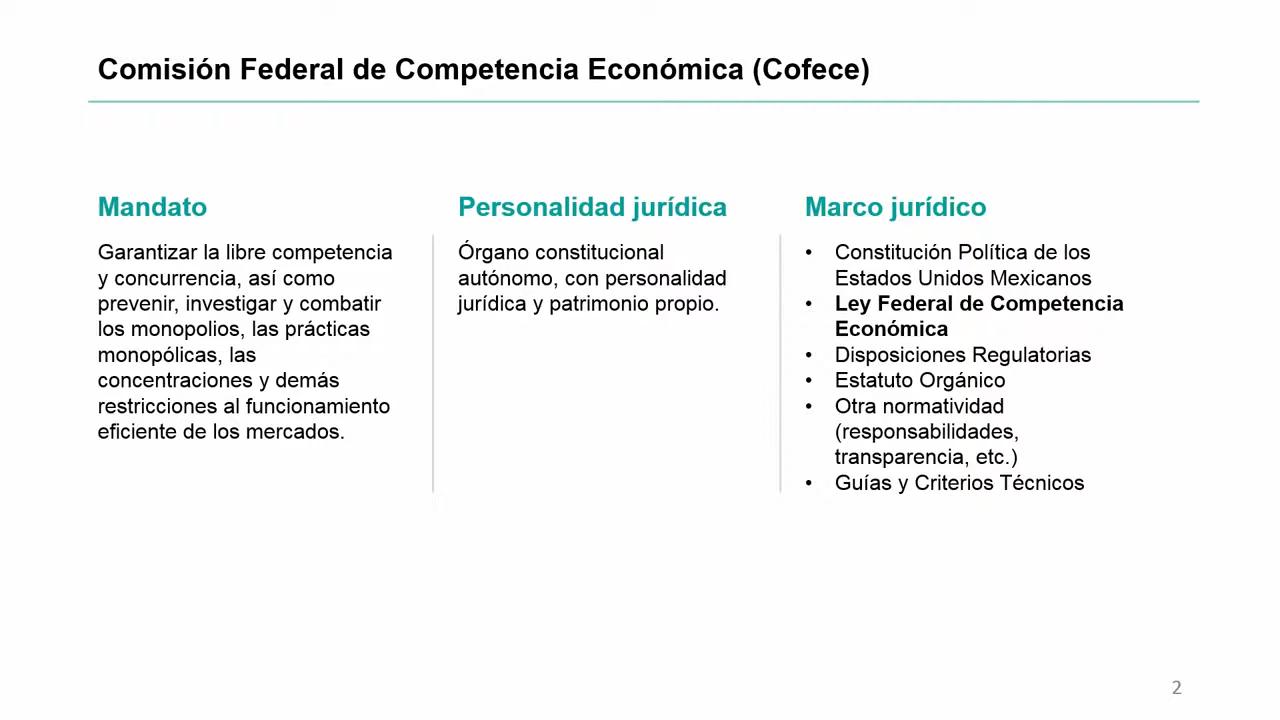 Comisión Federal de Competencia Económica (Cofece)
Mandato
Garantizar la libre competencia
y concurrencia, así como
prevenir, investigar y combatir
los monopolios, las prácticas
monopólicas, las
concentraciones y demás
restricciones al funcionamiento
eficiente de los mercados.
Personalidad jurídica
Órgano constitucional
autónomo, con personalidad
jurídica y patrimonio propio.
Marco jurídico
• Constitución Política de los
Estados Unidos Mexicanos
• Ley Federal de Competencia
Económica
• Disposiciones Regulatorias
• Estatuto Orgánico
• Otra normatividad
(responsabilidades,
transparencia, etc.)
• Guías y Criterios Técnicos
2